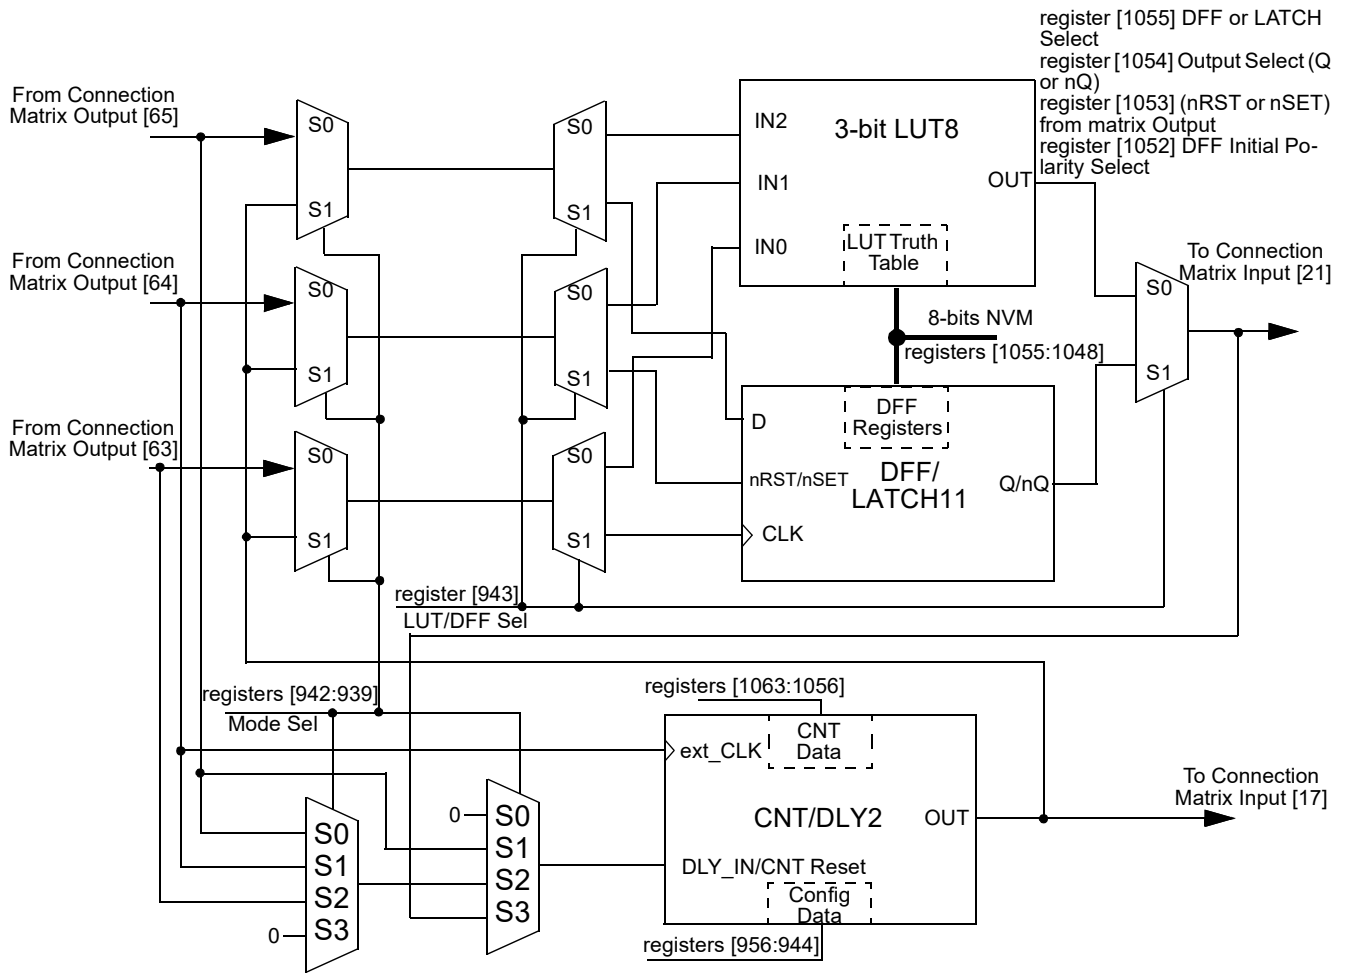 register [1055] DFF or LATCH
Select
register [1054] Output Select (Q
or nQ)
register [1053] (nRST or nSET)
from matrix Output
register [1052] DFF Initial Po-
larity Select
From Connection
Matrix Output [65]
S0
S1
S0
S1
IN2
IN1
IN0
3-bit LUT8
OUT
LUT Truth
Table
From Connection
Matrix Output [64]
S0
S1
S0
S1
8-bits NVM
registers [1055:1048]
To Connection
Matrix Input [21]
S0
S1
From Connection
Matrix Output [63]
S0
S1
S0
S1
D
nRST/nSET
CLK
DFF
Registers
DFF/
LATCH11
Q/nQ
register [943]
LUT/DFF Sel
registers [942:939]
Mode Sel
registers [1063:1056]
ext_CLK
CNT
Data
CNT/DLY2
OUT
DLY_IN/CNT Reset
Config
Data
registers [956:944]
To Connection
Matrix Input [17]
S0
S1
S2
S3
0
0
S0
S1
S2
S3